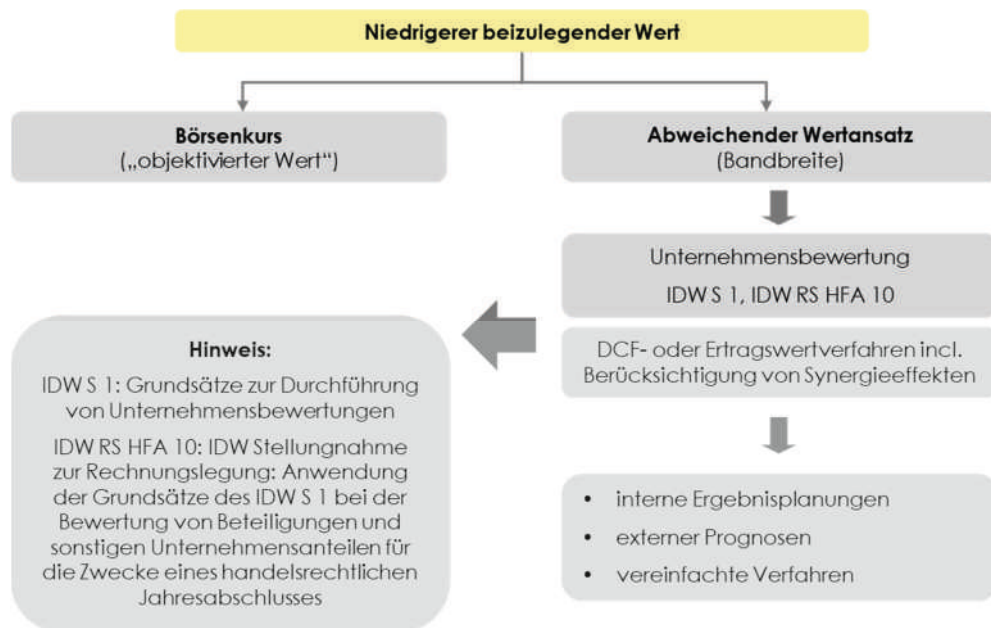 Niedrigerer beizulegender Wert
Börsenkurs
(„objektivierter Wert“)
Abweichender Wertansatz
(Bandbreite)
Unternehmensbewertung
IDW S 1, IDW RS HFA 10
DCF- oder Ertragswertverfahren incl.
Berücksichtigung von Synergieeffekten
Hinweis:
IDW S 1: Grundsätze zur Durchführung
von Unternehmensbewertungen
IDW RS HFA 10: IDW Stellungnahme
zur Rechnungslegung: Anwendung
der Grundsätze des IDW S 1 bei der
Bewertung von Beteiligungen und
sonstigen Unternehmensanteilen für
die Zwecke eines handelsrechtlichen
Jahresabschlusses
• interne Ergebnisplanungen
• externer Prognosen
• vereinfachte Verfahren